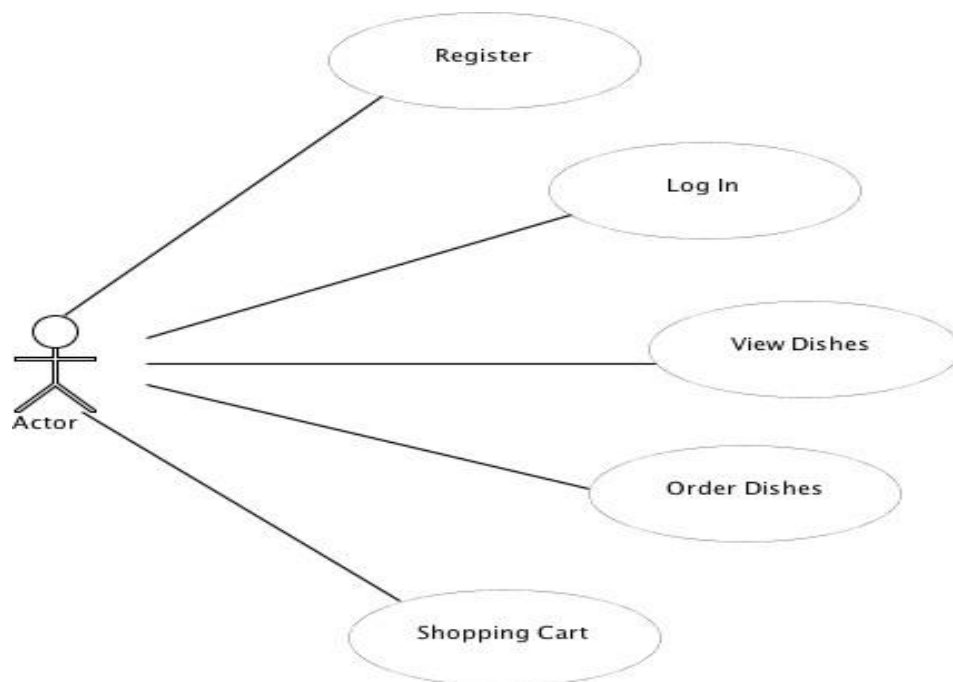 Register
Log In
View Dishes
Actor
Order Dishes
Shopping Cart